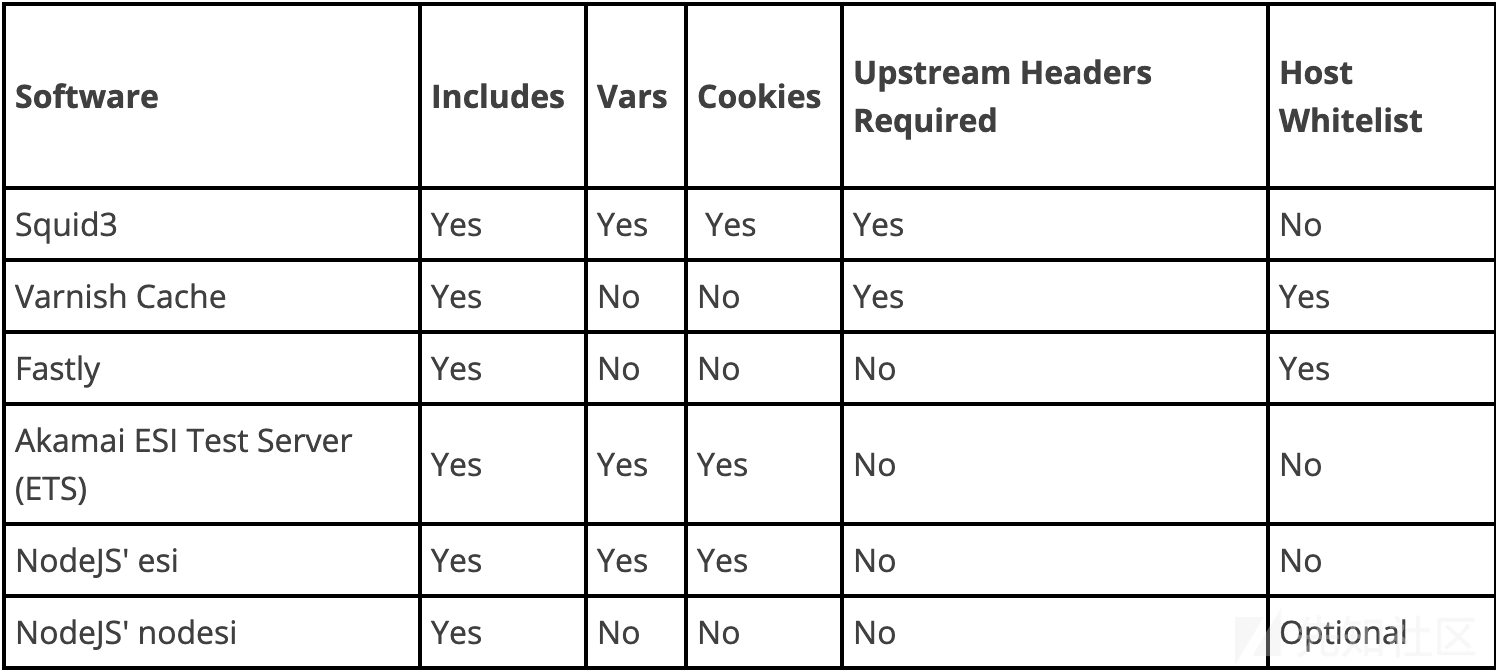 Software Includes Vars Cookies Upstream Headers Required Host Whitelist
Squid3 Yes Yes Yes Yes No
Varnish Cache Yes No No Yes Yes
Fastly Yes No No No Yes
Akamai ESI Test Server (ETS) Yes Yes Yes No No
NodeJS' esi Yes Yes Yes No No
NodeJS' nodesi Yes No No No Optional
社区